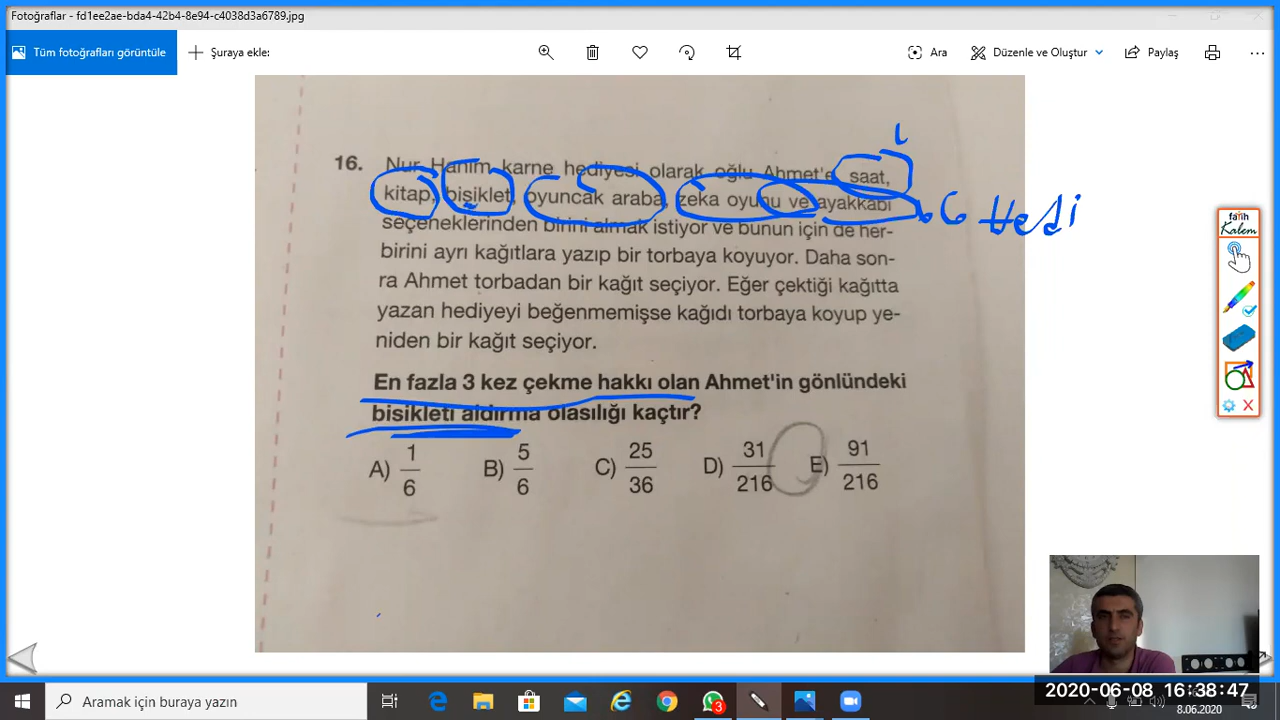 Fotoğraflar - fd1ee2ae-bda4-42b4-8e94-c4038d3a6789.jpg
Tüm fotoğrafları görüntüle
Şuraya ekle:
Ara
Düzenle ve Oluştur
Paylaş
16. Nur Hanım karne hediyesi olarak oğlu Ahmet'e saat,
kitap, bisiklet, oyuncak araba, zeka oyunu ve ayakkabı
6 Hedi
seçeneklerinden birini almak istiyor ve bunun için de her-
birini ayrı kağıtlara yazıp bir torbaya koyuyor. Daha son-
ra Ahmet torbadan bir kağıt seçiyor. Eğer çektiği kağıtta
yazan hediyeyi beğenmemişse kağıdı torbaya koyup ye-
niden bir kağıt seçiyor.
En fazla 3 kez çekme hakkı olan Ahmet'in gönlündeki
bisikleti aldırma olasılığı kaçtır?
A) 1/6 B) 5/6 C) 25/36 D) 31/216 E) 91/216
fatih
Kalem
2020-06-08 16:38:47
Aramak için buraya yazın
3
8.06.2020